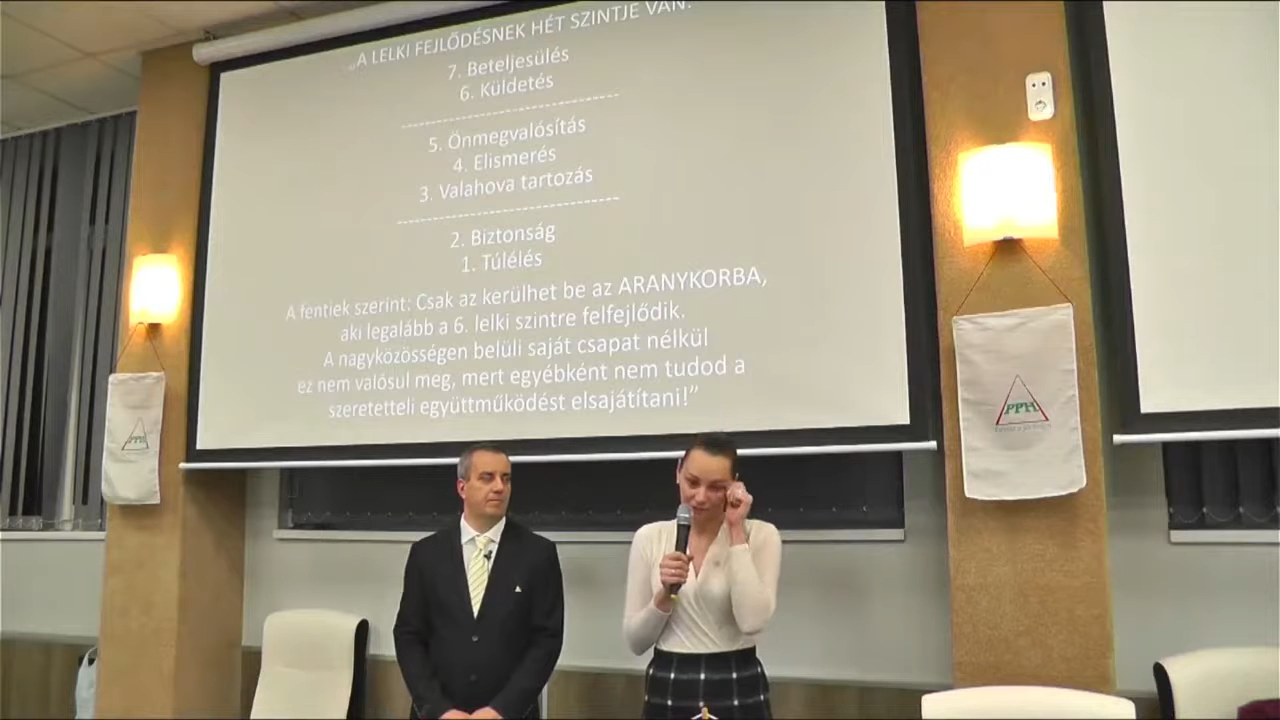 „A LELKI FEJLŐDÉSNEK HÉT SZINTJE VAN:
7. Beteljesülés
6. Küldetés
--------------------------------
5. Önmegvalósítás
4. Elismerés
3. Valahova tartozás
--------------------------------
2. Biztonság
1. Túlélés
A fentiek szerint: Csak az kerülhet be az ARANYKORBA,
aki legalább a 6. lelki szintre felfejlődik.
A nagyközösségen belüli saját csapat nélkül
ez nem valósul meg, mert egyébként nem tudod a
szeretetteli együttműködést elsajátítani!”
PPH
PPH